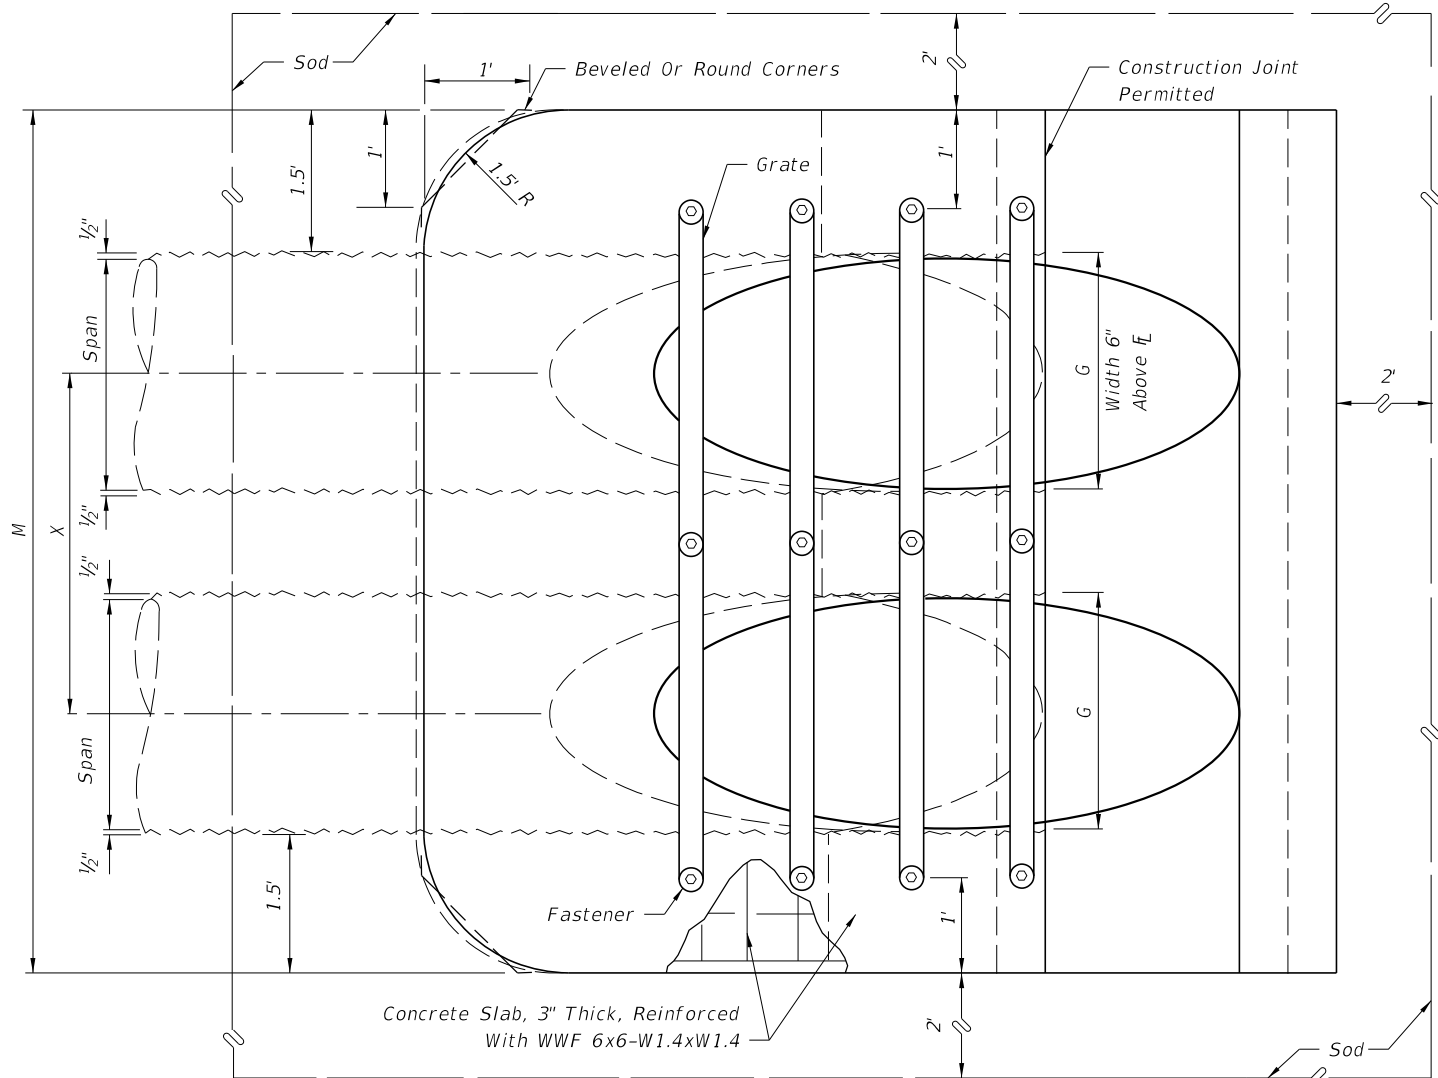 Sod
1'
Beveled Or Round Corners
2'
Construction Joint
Permitted
1.5'
1'
1.5' R
Grate
1'
½"
Span
½"
X
M
½"
Span
½"
1.5'
G
Width 6"
Above ℄
2'
G
Fastener
1'
Concrete Slab, 3" Thick, Reinforced
With WWF 6x6-W1.4xW1.4
2'
Sod